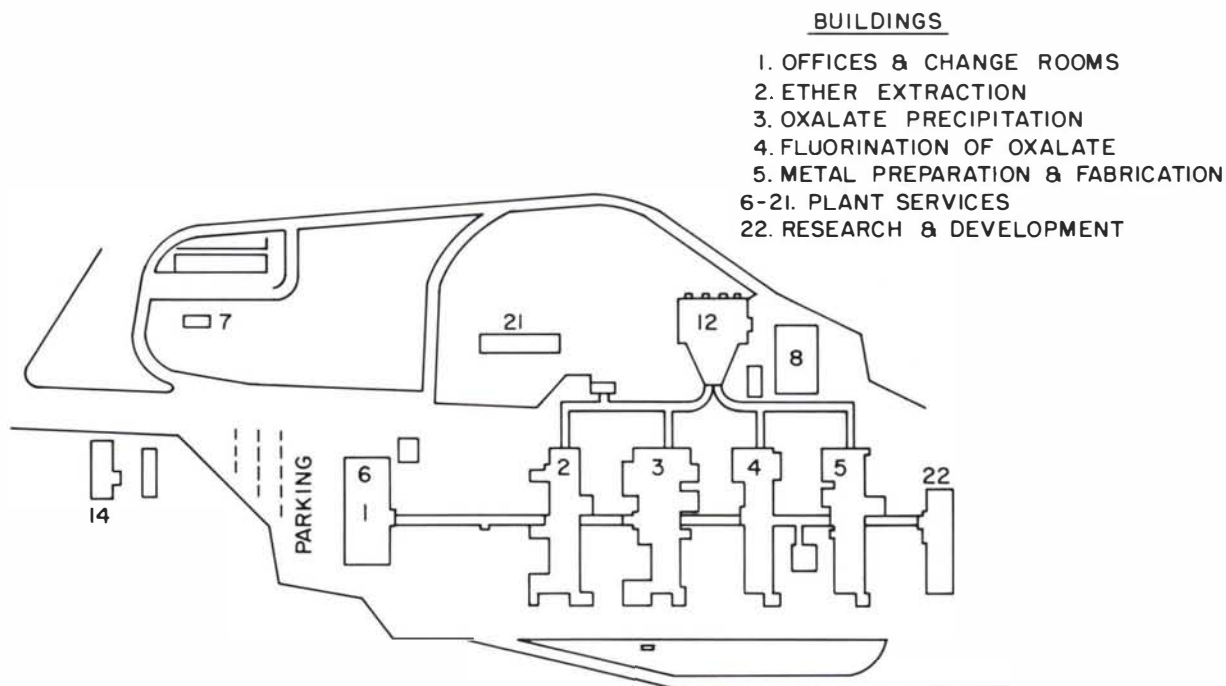 BUILDINGS
1. OFFICES & CHANGE ROOMS
2. ETHER EXTRACTION
3. OXALATE PRECIPITATION
4. FLUORINATION OF OXALATE
5. METAL PREPARATION & FABRICATION
6-21. PLANT SERVICES
22. RESEARCH & DEVELOPMENT
7
21
12
8
6
2
3
4
5
22
14
PARKING
1